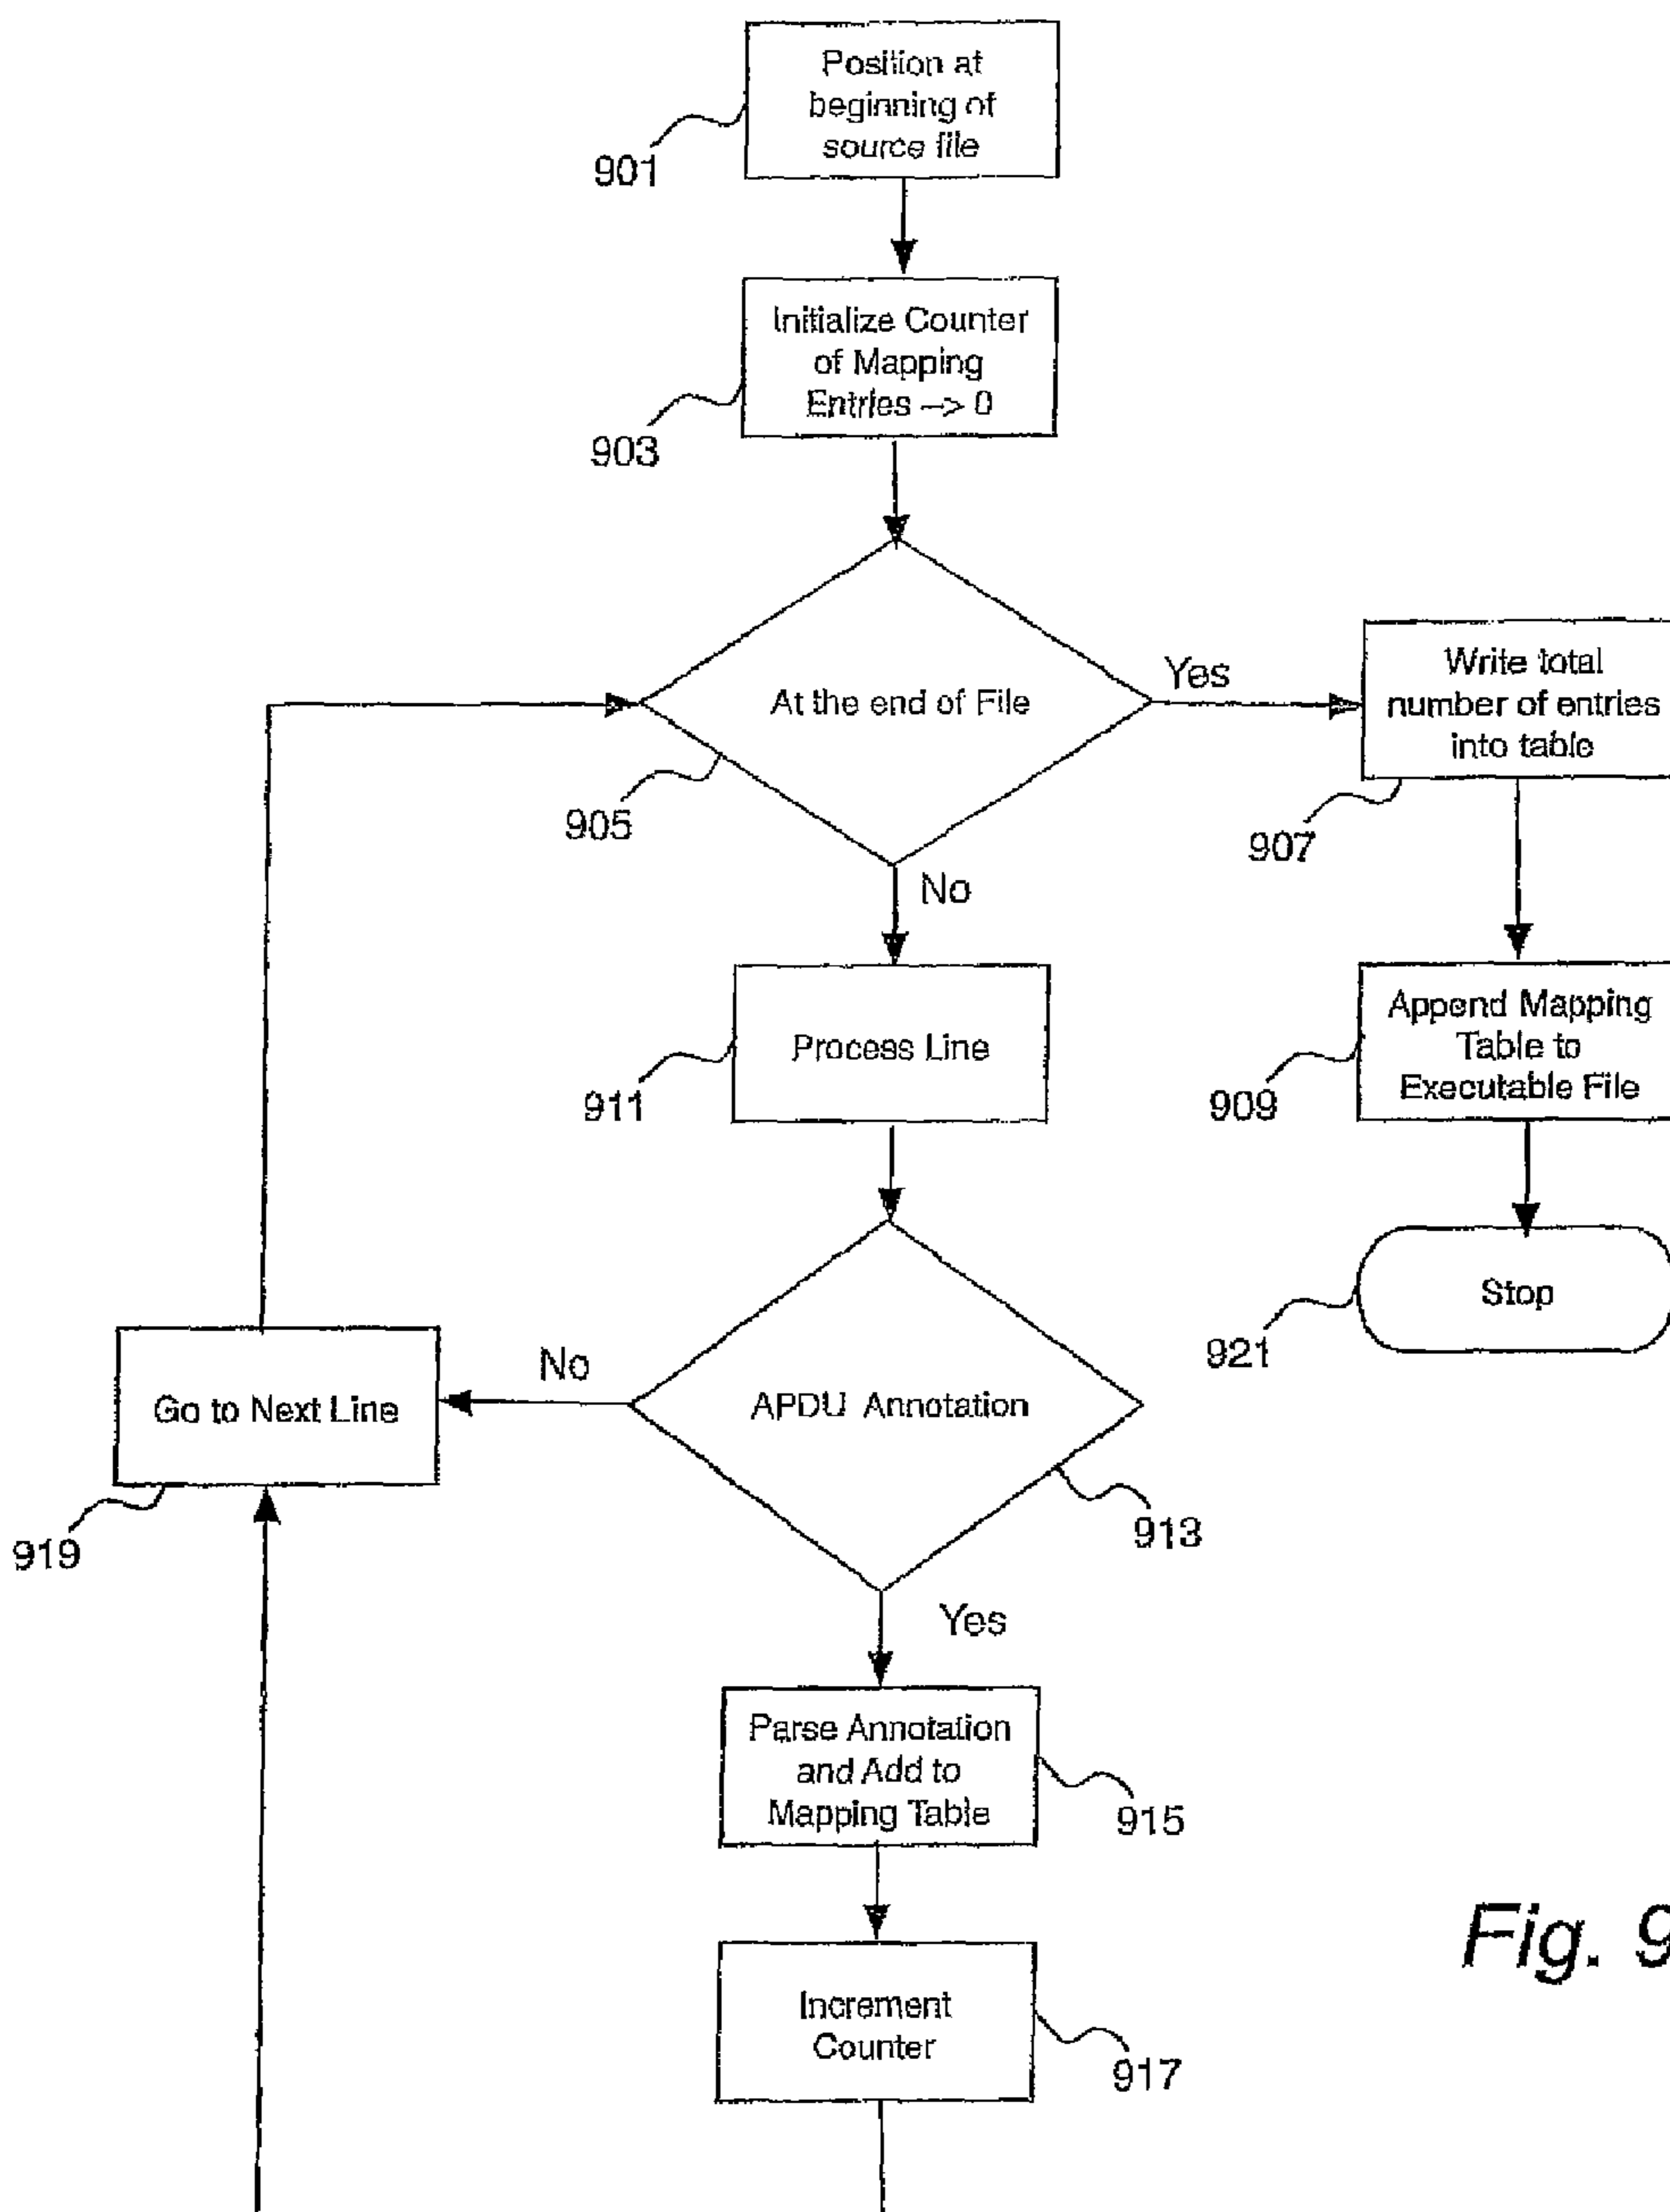 Position at
beginning of
source file
901
Initialize Counter
of Mapping
Entries --> 0
903
At the end of File
905
Yes
Write total
number of entries
into table
907
No
Process Line
911
Append Mapping
Table to
Executable File
909
Stop
921
APDU Annotation
913
No
Go to Next Line
919
Yes
Parse Annotation
and Add to
Mapping Table
915
Increment
Counter
917
Fig. 9